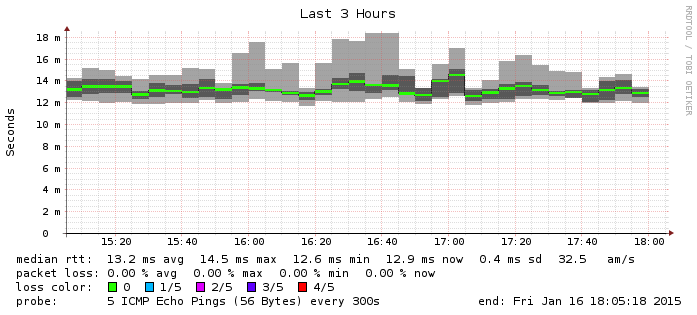 Last 3 Hours
RRDTOOL / TOBI OETIKER
Seconds
18 m
16 m
14 m
12 m
10 m
8 m
6 m
4 m
2 m
0
15:20 15:40 16:00 16:20 16:40 17:00 17:20 17:40 18:00
median rtt: 13.2 ms avg 14.5 ms max 12.6 ms min 12.9 ms now 0.4 ms sd 32.5 am/s
packet loss: 0.00 % avg 0.00 % max 0.00 % min 0.00 % now
loss color: 0 1/5 2/5 3/5 4/5
probe: 5 ICMP Echo Pings (56 Bytes) every 300s end: Fri Jan 16 18:05:18 2015